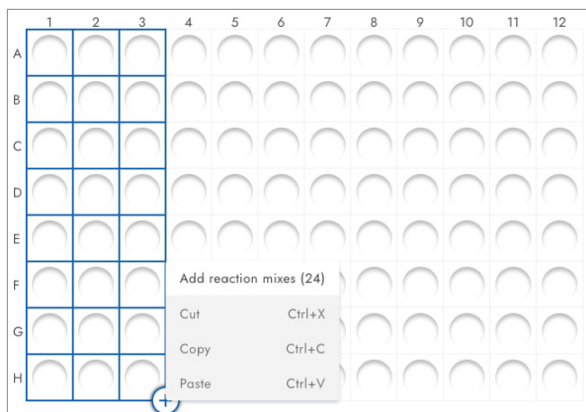 1 2 3 4 5 6 7 8 9 10 11 12
A
B
C
D
E
F
G
H
Add reaction mixes (24)
Cut Ctrl+X
Copy Ctrl+C
Paste Ctrl+V